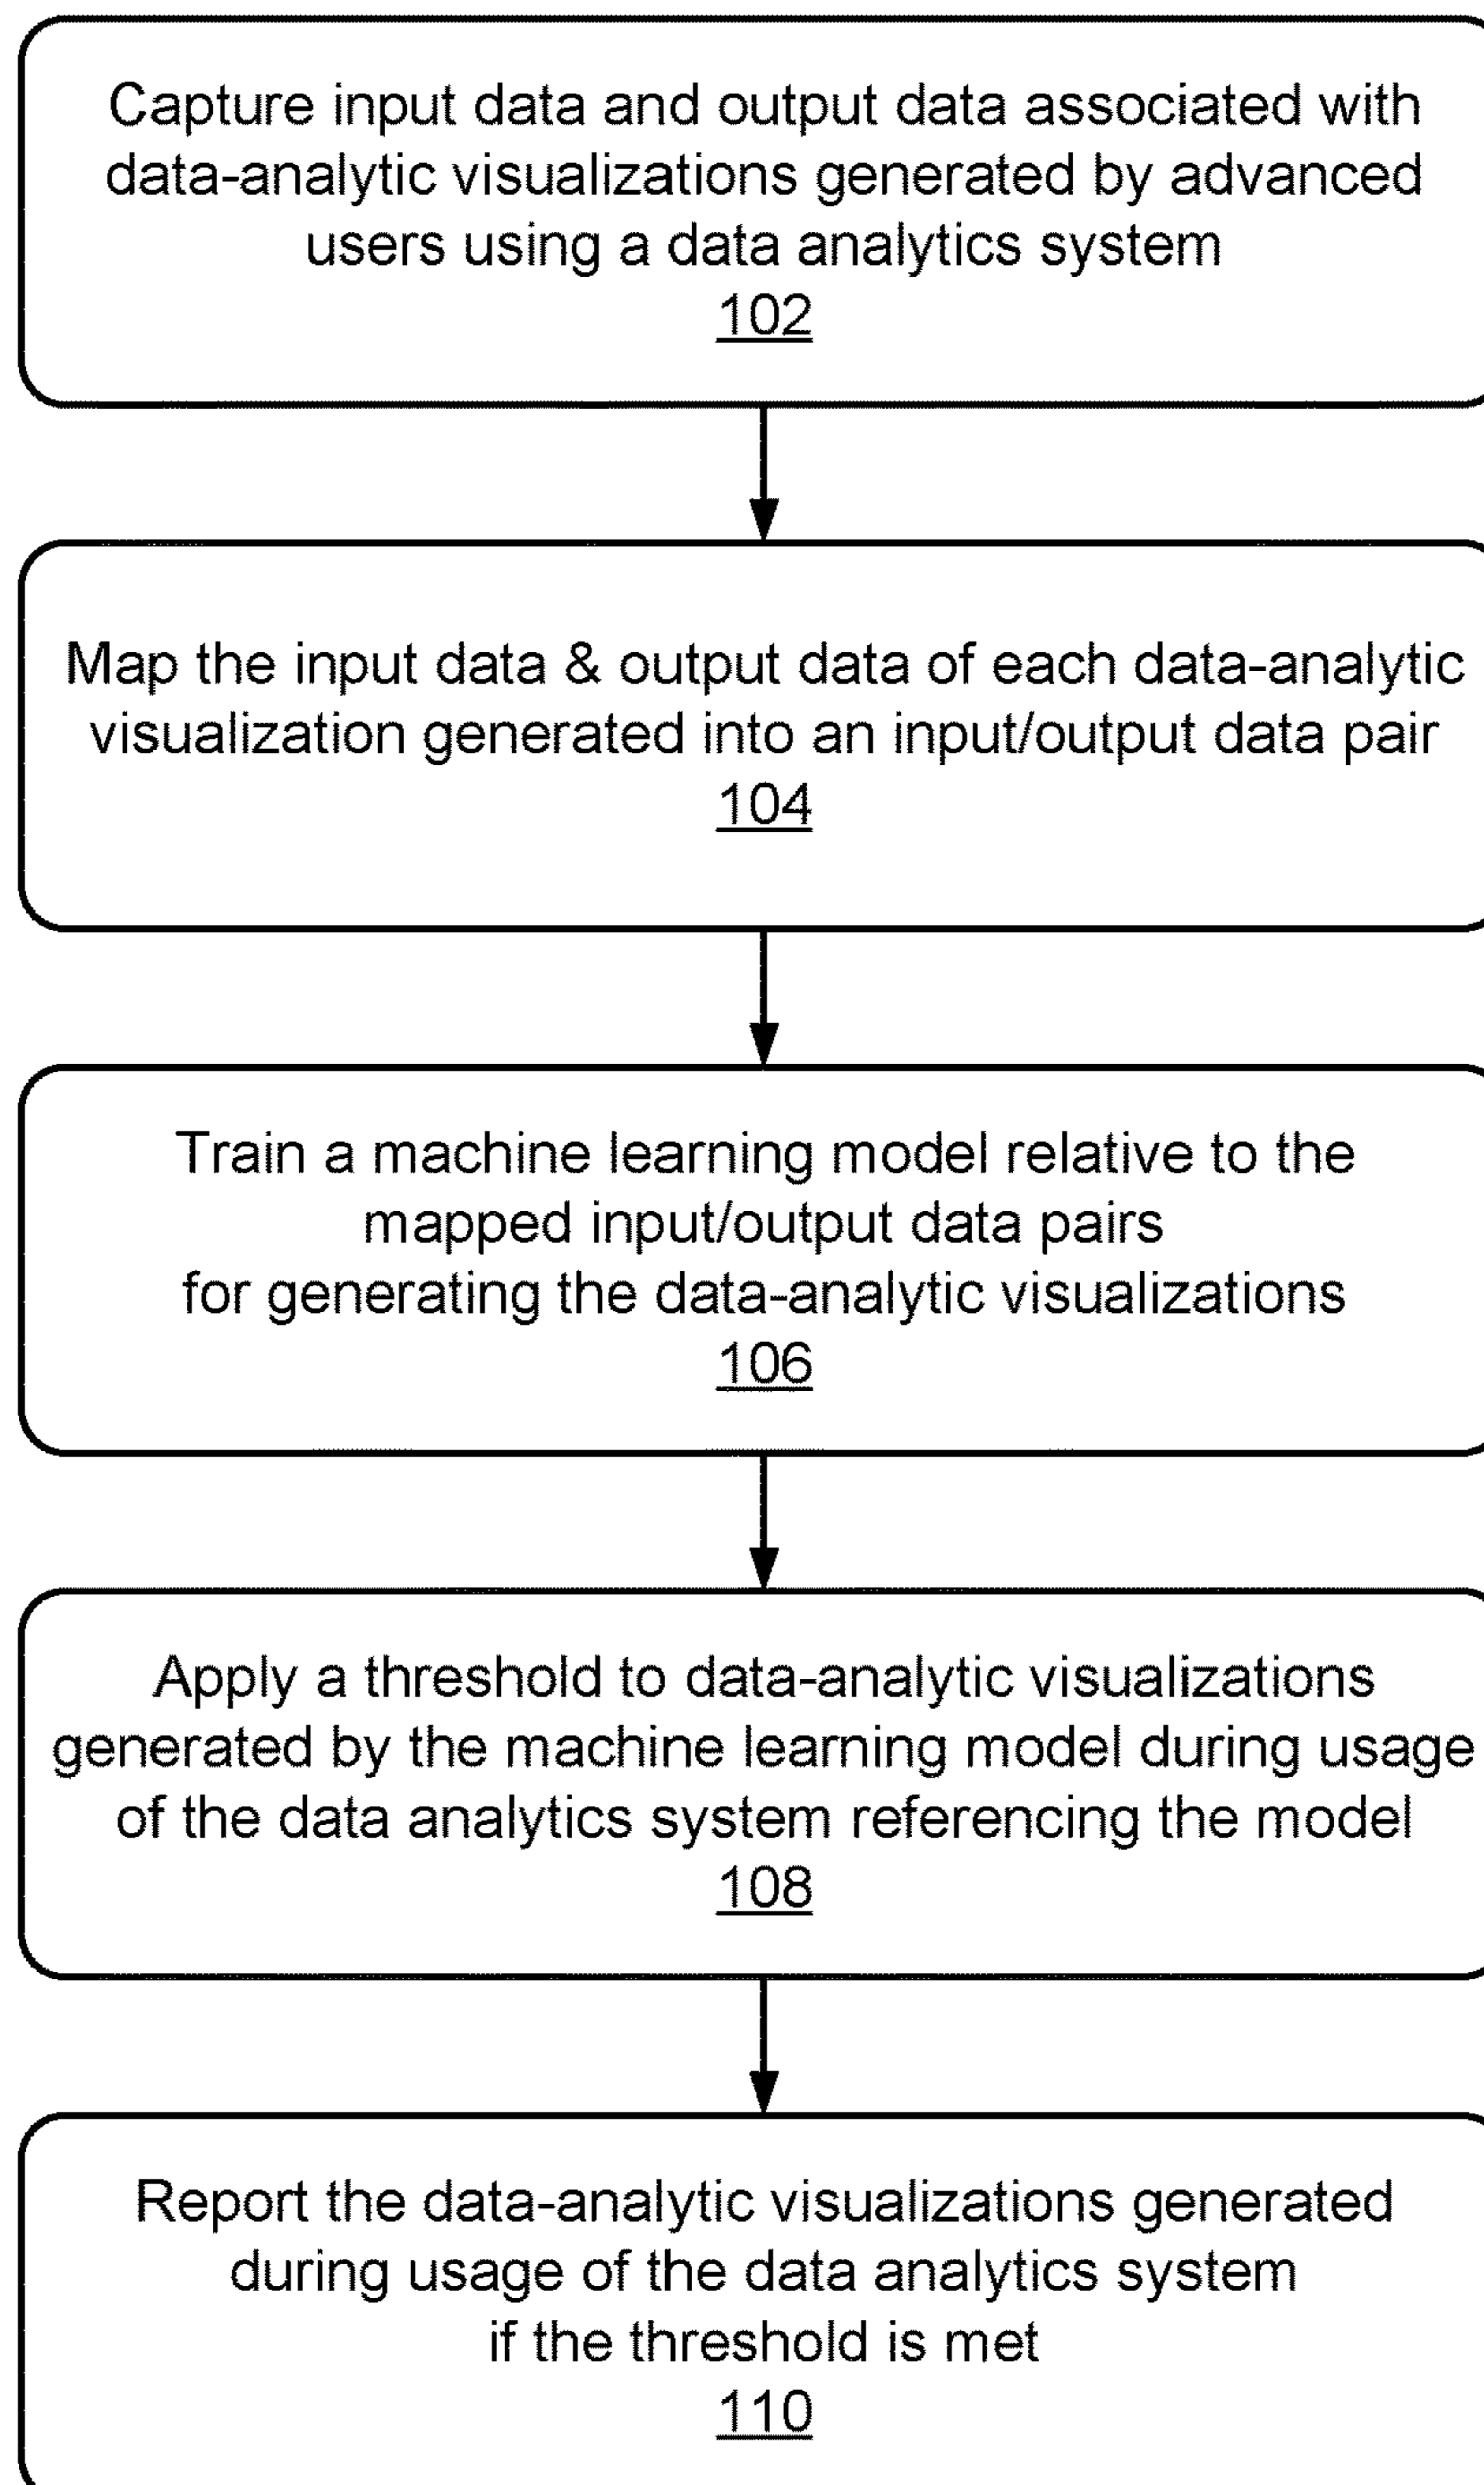 Capture input data and output data associated with
data-analytic visualizations generated by advanced
users using a data analytics system
102
Map the input data & output data of each data-analytic
visualization generated into an input/output data pair
104
Train a machine learning model relative to the
mapped input/output data pairs
for generating the data-analytic visualizations
106
Apply a threshold to data-analytic visualizations
generated by the machine learning model during usage
of the data analytics system referencing the model
108
Report the data-analytic visualizations generated
during usage of the data analytics system
if the threshold is met
110